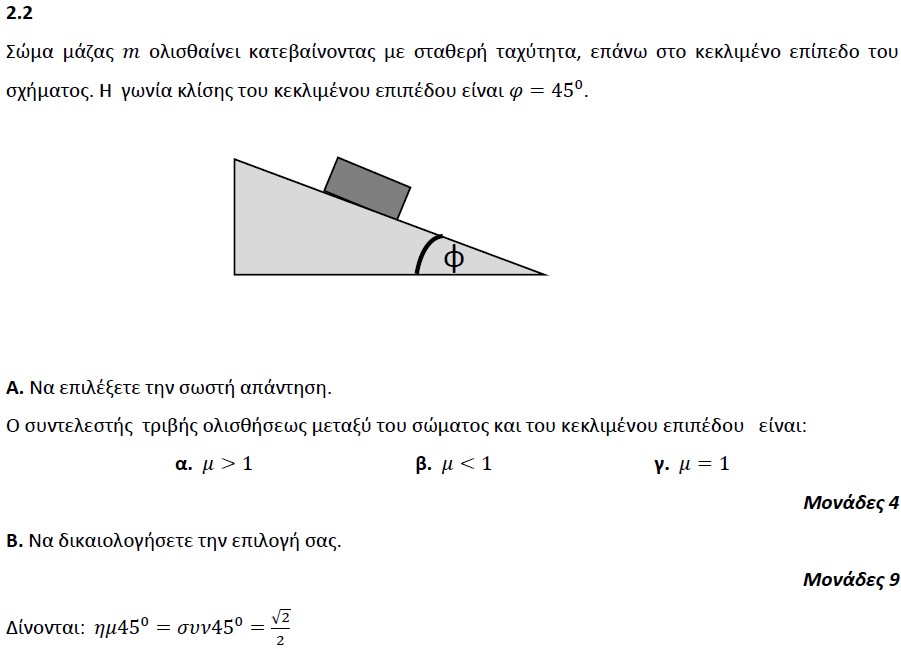 2.2
Σώμα μάζας m ολισθαίνει κατεβαίνοντας με σταθερή ταχύτητα, επάνω στο κεκλιμένο επίπεδο του
σχήματος. Η γωνία κλίσης του κεκλιμένου επιπέδου είναι φ = 45⁰.
ϕ
Α. Να επιλέξετε την σωστή απάντηση.
Ο συντελεστής τριβής ολισθήσεως μεταξύ του σώματος και του κεκλιμένου επιπέδου είναι:
α. μ > 1 β. μ < 1 γ. μ = 1
Μονάδες 4
Β. Να δικαιολογήσετε την επιλογή σας.
Μονάδες 9
Δίνονται: ημ45⁰ = συν45⁰ = √2/2